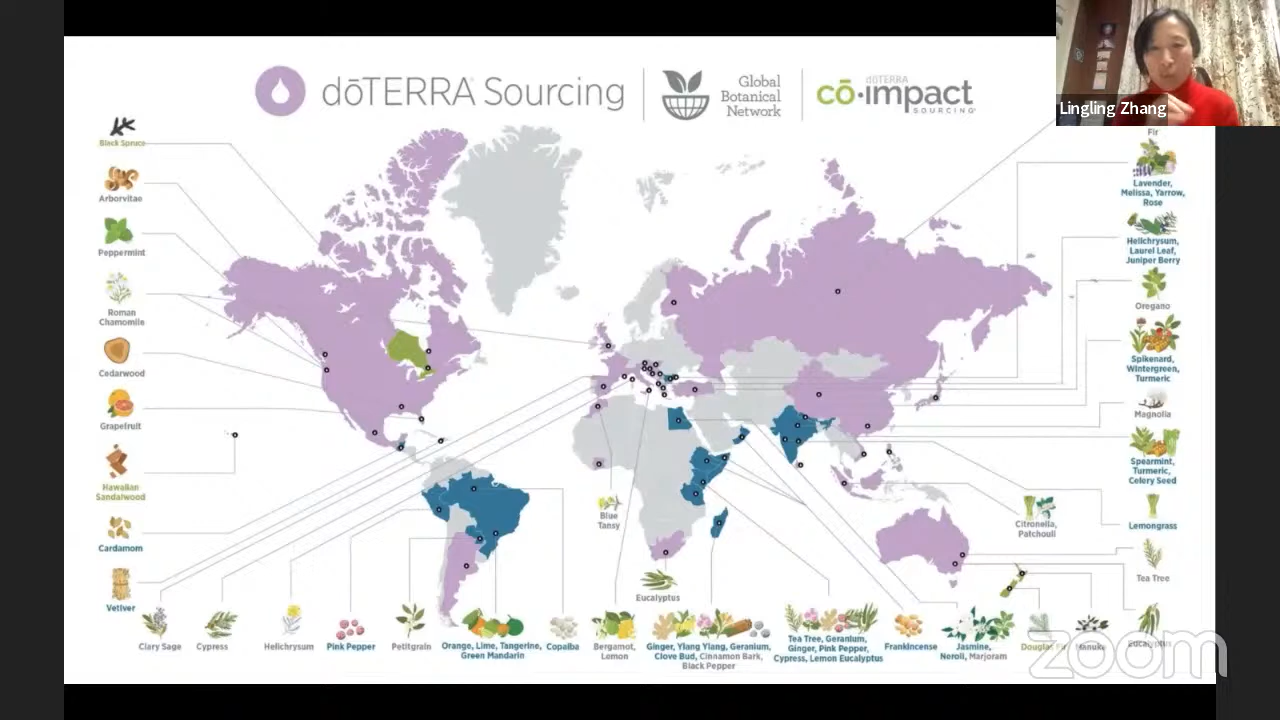 dōTERRA Sourcing
Global
Botanical
Network
dōTERRA
cō·impact
SOURCING
Lingling Zhang
Black Spruce
Arborvitae
Peppermint
Roman
Chamomile
Cedarwood
Grapefruit
Hawaiian
Sandalwood
Cardamom
Vetiver
Fir
Lavender,
Melissa, Yarrow,
Rose
Helichrysum,
Laurel Leaf,
Juniper Berry
Oregano
Spikenard,
Wintergreen,
Turmeric
Magnolia
Spearmint,
Turmeric,
Celery Seed
Citronella,
Patchouli
Lemongrass
Tea Tree
Blue
Tansy
Eucalyptus
Clary Sage
Cypress
Helichrysum
Pink Pepper
Petitgrain
Orange, Lime, Tangerine,
Green Mandarin
Copaiba
Bergamot,
Lemon
Ginger, Ylang Ylang, Geranium,
Clove Bud, Cinnamon Bark,
Black Pepper
Tea Tree, Geranium,
Ginger, Pink Pepper,
Cypress, Lemon Eucalyptus
Frankincense
Jasmine,
Neroli, Marjoram
Douglas Fir
Manuka
Eucalyptus
zoom